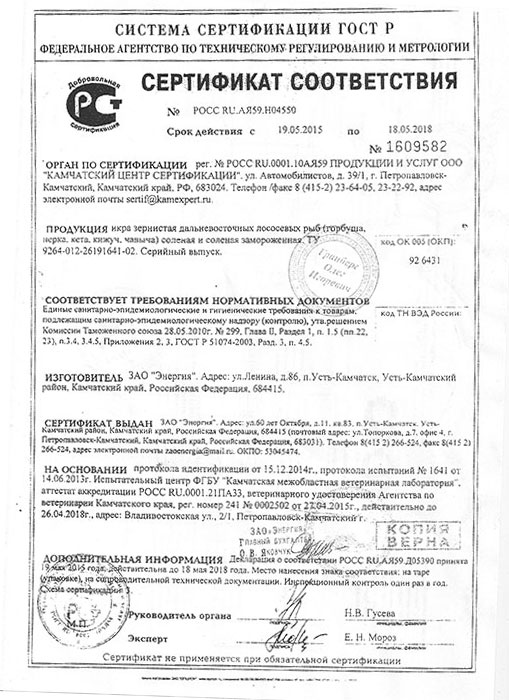 СИСТЕМА СЕРТИФИКАЦИИ ГОСТ Р
ФЕДЕРАЛЬНОЕ АГЕНТСТВО ПО ТЕХНИЧЕСКОМУ РЕГУЛИРОВАНИЮ И МЕТРОЛОГИИ
Добровольная
Сертификация
СЕРТИФИКАТ СООТВЕТСТВИЯ
№ РОСС RU.АЯ59.Н04550
Срок действия с 19.05.2015 по 18.05.2018
№ 1609582
ОРГАН ПО СЕРТИФИКАЦИИ рег. № РОСС RU.0001.10АЯ59 ПРОДУКЦИИ И УСЛУГ ООО
"КАМЧАТСКИЙ ЦЕНТР СЕРТИФИКАЦИИ". ул. Автомобилистов, д. 39/1, г. Петропавловск-
Камчатский, Камчатский край, РФ, 683024. Телефон /факс 8 (415-2) 23-64-05, 23-22-92, адрес
электронной почты sertif@kamexpert.ru.
ПРОДУКЦИЯ икра зернистая дальневосточных лососевых рыб (горбуша,
нерка, кета, кижуч, чавыча) соленая и соленая замороженная. ТУ
9264-012-26191641-02. Серийный выпуск.
код ОК 005 (ОКП):
92 6431
Гринберг
Олег
Игоревич
СООТВЕТСТВУЕТ ТРЕБОВАНИЯМ НОРМАТИВНЫХ ДОКУМЕНТОВ
Единые санитарно-эпидемиологические и гигиенические требования к товарам,
подлежащим санитарно-эпидемиологическому надзору (контролю), утв.решением
Комиссии Таможенного союза 28.05.2010г. № 299, Глава II, Раздел 1, п. 1.5 (пп.22,
23), п.3.4, 3.4.5, Приложения 2, 3, ГОСТ Р 51074-2003, Разд. 3, п. 4.5.
код ТН ВЭД России:
ИЗГОТОВИТЕЛЬ ЗАО "Энергия". Адрес: ул.Ленина, д.86, п.Усть-Камчатск, Усть-Камчатский
район, Камчатский край, Российская Федерация, 684415.
СЕРТИФИКАТ ВЫДАН ЗАО "Энергия". Адрес: ул.60 лет Октября, д.11, кв.83, п.Усть-Камчатск, Усть-
Камчатский район, Камчатский край, Российская Федерация, 684415 (почтовый адрес: ул.Топоркова, д.7, офис 4, г.
Петропавловск-Камчатский, Камчатский край, Российская Федерация, 683031). Телефон 8(415 2) 266-524, факс 8(415 2)
266-524, адрес электронной почты zaoenergia@mail.ru. ОКПО: 53045474.
НА ОСНОВАНИИ протокола идентификации от 15.12.2014г., протокола испытаний № 1641 от
14.06.2013г. Испытательный центр ФГБУ "Камчатская межобластная ветеринарная лаборатория",
аттестат аккредитации РОСС RU.0001.21ПА33, ветеринарного удостоверения Агентства по
ветеринарии Камчатского края, рег. номер 241 № 0002502 от 27.04.2015г., действительно до
26.04.2018г., адрес: Владивостокская ул., 2/1, Петропавловск-Камчатский г.
ЗАО "ЭНЕРГИЯ"
ГЛАВНЫЙ БУХГАЛТЕР
О. В. ЯКОВЧУК
КОПИЯ
ВЕРНА
ДОПОЛНИТЕЛЬНАЯ ИНФОРМАЦИЯ Декларация о соответствии РОСС RU.АЯ59.Д05390 принята
19 мая 2015 года, действительна до 18 мая 2018 года. Место нанесения знака соответствия: на таре
(упаковке), на сопроводительной технической документации. Инспекционный контроль один раз в год.
Схема сертификации 3.
М.П.
Руководитель органа
Н.В. Гусева
Эксперт
Е. Н. Мороз
Сертификат не применяется при обязательной сертификации